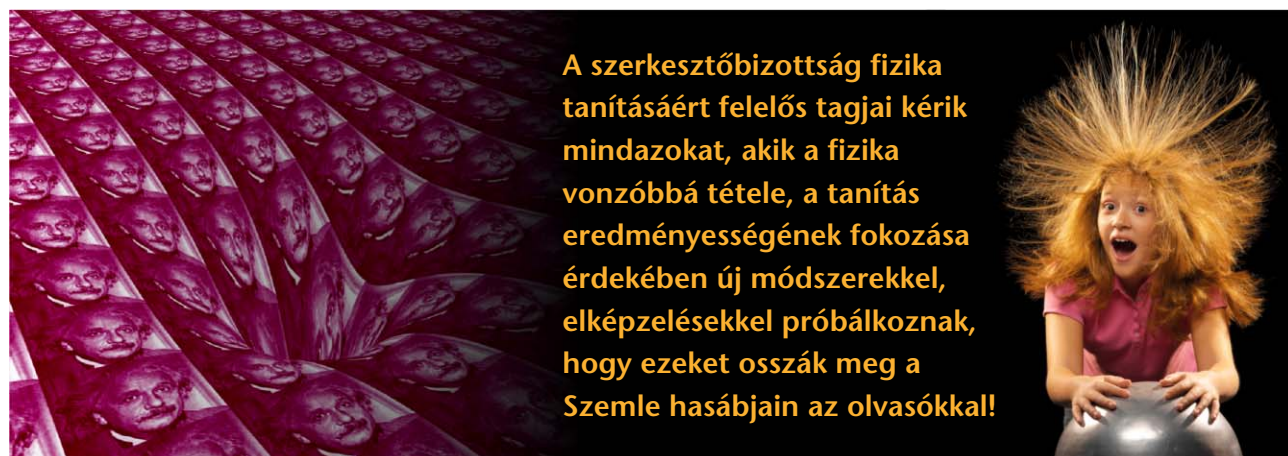 A szerkesztőbizottság fizika
tanításáért felelős tagjai kérik
mindazokat, akik a fizika
vonzóbbá tétele, a tanítás
eredményességének fokozása
érdekében új módszerekkel,
elképzelésekkel próbálkoznak,
hogy ezeket osszák meg a
Szemle hasábjain az olvasókkal!